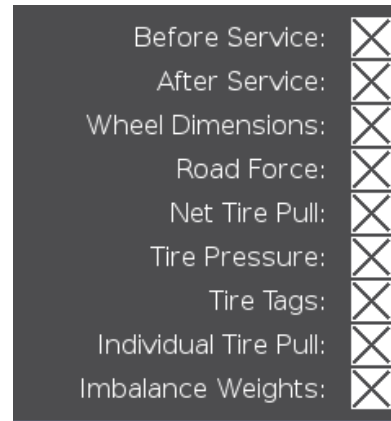 Before Service:
After Service:
Wheel Dimensions:
Road Force:
Net Tire Pull:
Tire Pressure:
Tire Tags:
Individual Tire Pull:
Imbalance Weights: